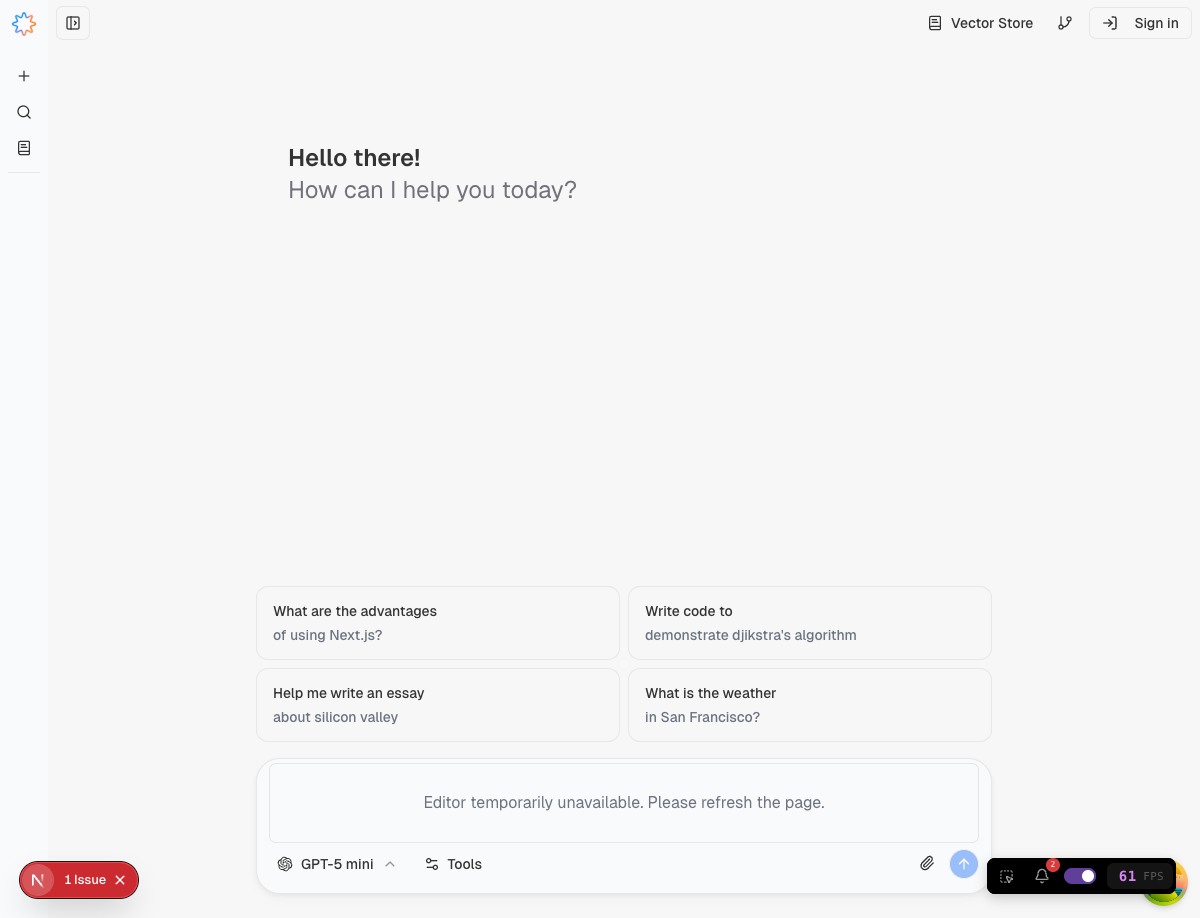 Vector Store
Sign in
Hello there!
How can I help you today?
What are the advantages
of using Next.js?
Write code to
demonstrate djikstra's algorithm
Help me write an essay
about silicon valley
What is the weather
in San Francisco?
Editor temporarily unavailable. Please refresh the page.
GPT-5 mini
Tools
N 1 Issue
2
61 FPS